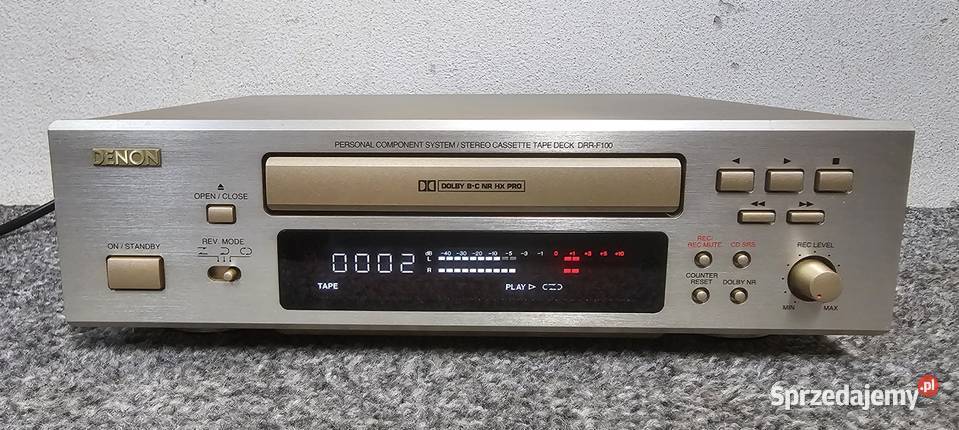 PERSONAL COMPONENT SYSTEM / STEREO CASSETTE TAPE DECK DRR-F100
DENON
OPEN / CLOSE
DOLBY B·C NR HX PRO
ON / STANDBY
REV. MODE
REC/
REC MUTE
CD SRS
REC LEVEL
dB -40 -30 -20 -10 -5 -3 -1 0 +1 +3 +5 +10
L
R
0002
TAPE
PLAY
COUNTER
RESET
DOLBY NR
MIN
MAX
Sprzedajemy.pl